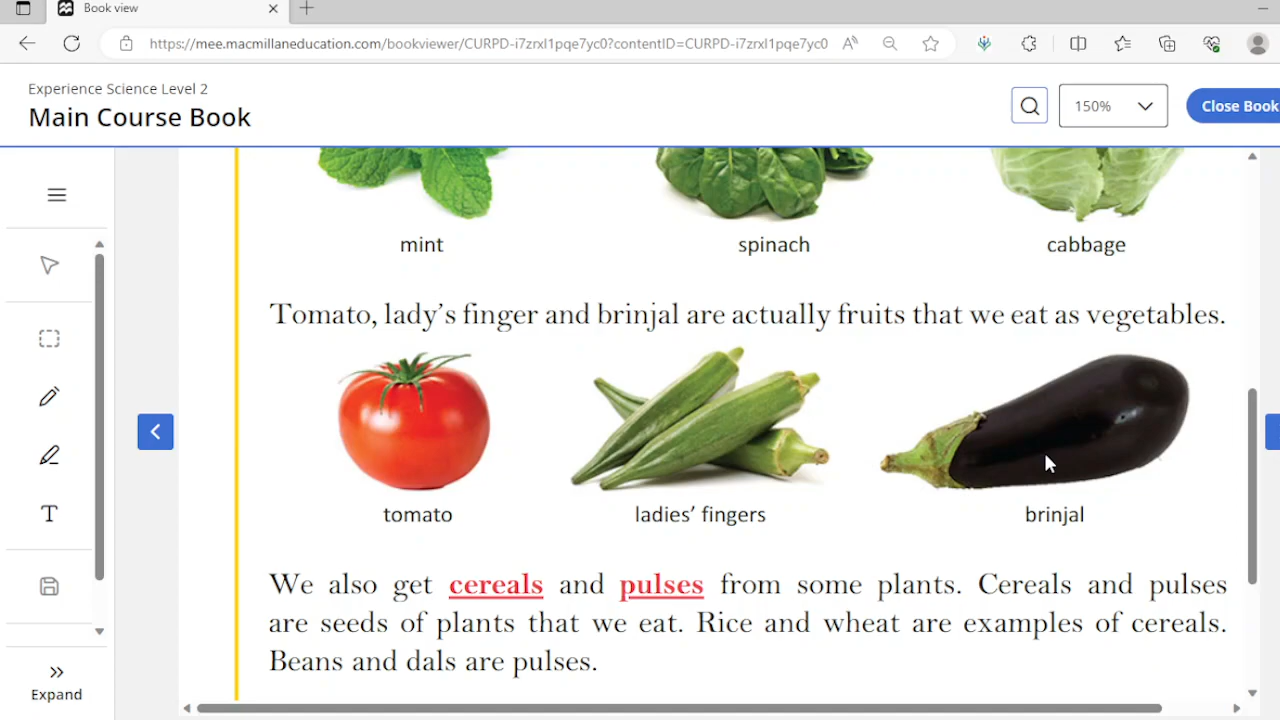 Book view
https://mee.macmillaneducation.com/bookviewer/CURPD-i7zrxl1pqe7yc0?contentID=CURPD-i7zrxl1pqe7yc0
Experience Science Level 2
Main Course Book
150%
Close Book
mint spinach cabbage
Tomato, lady’s finger and brinjal are actually fruits that we eat as vegetables.
tomato ladies’ fingers brinjal
We also get cereals and pulses from some plants. Cereals and pulses
are seeds of plants that we eat. Rice and wheat are examples of cereals.
Beans and dals are pulses.
T
Expand